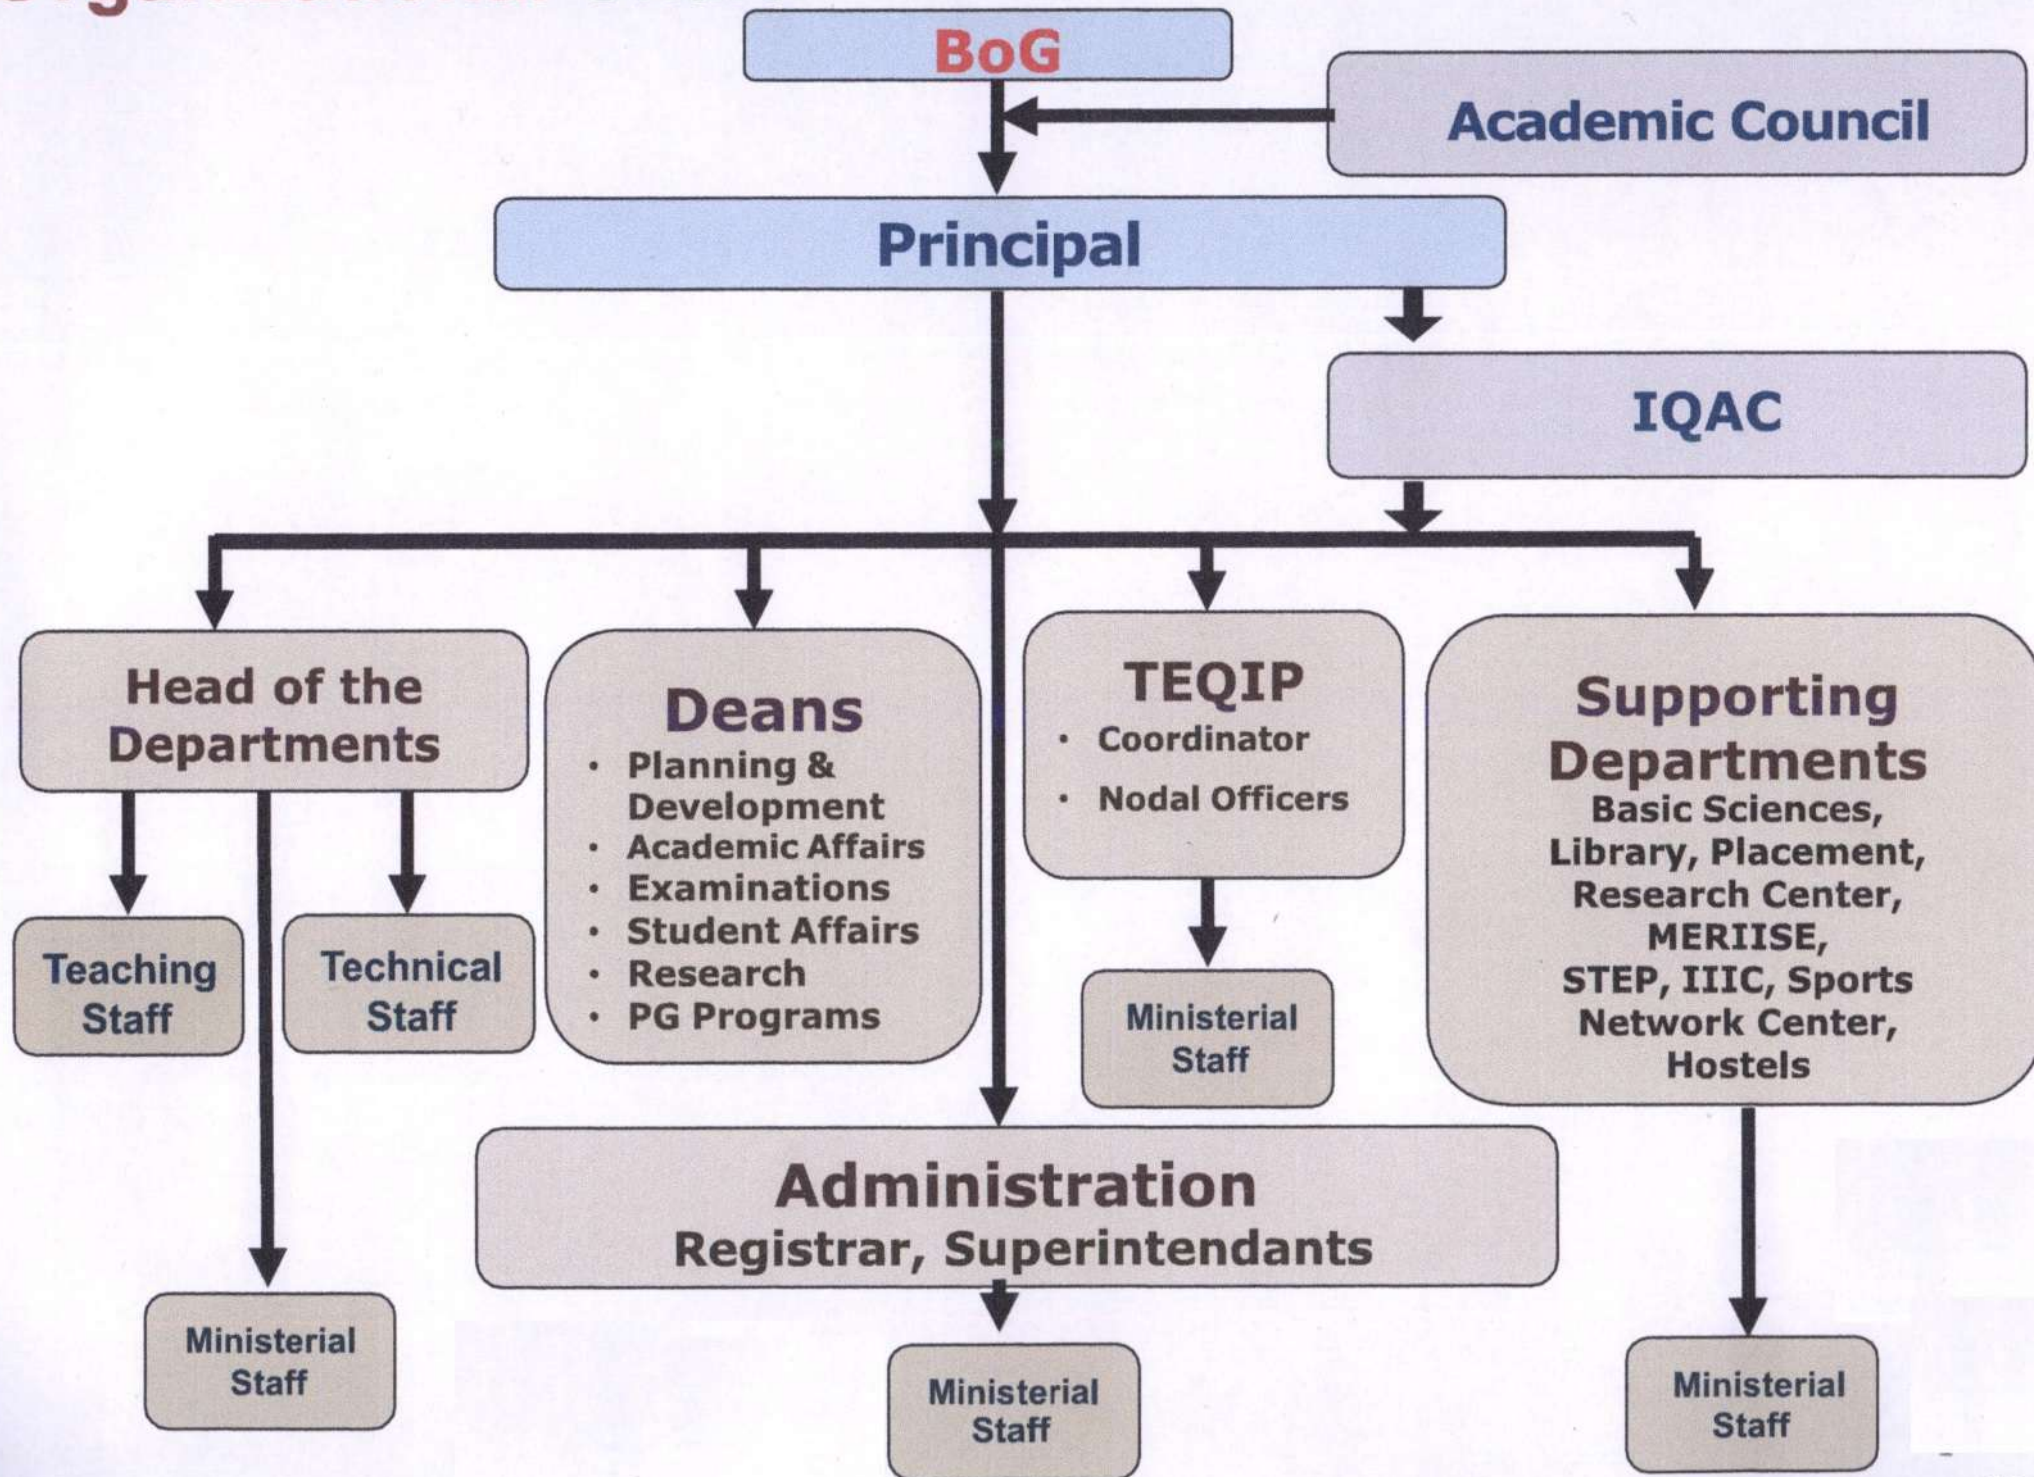 BoG
Academic Council
Principal
IQAC
Head of the
Departments
Deans
• Planning &
Development
• Academic Affairs
• Examinations
• Student Affairs
• Research
• PG Programs
TEQIP
• Coordinator
• Nodal Officers
Supporting
Departments
Basic Sciences,
Library, Placement,
Research Center,
MERIISE,
STEP, IIIC, Sports
Network Center,
Hostels
Teaching
Staff
Technical
Staff
Ministerial
Staff
Administration
Registrar, Superintendants
Ministerial
Staff
Ministerial
Staff
Ministerial
Staff